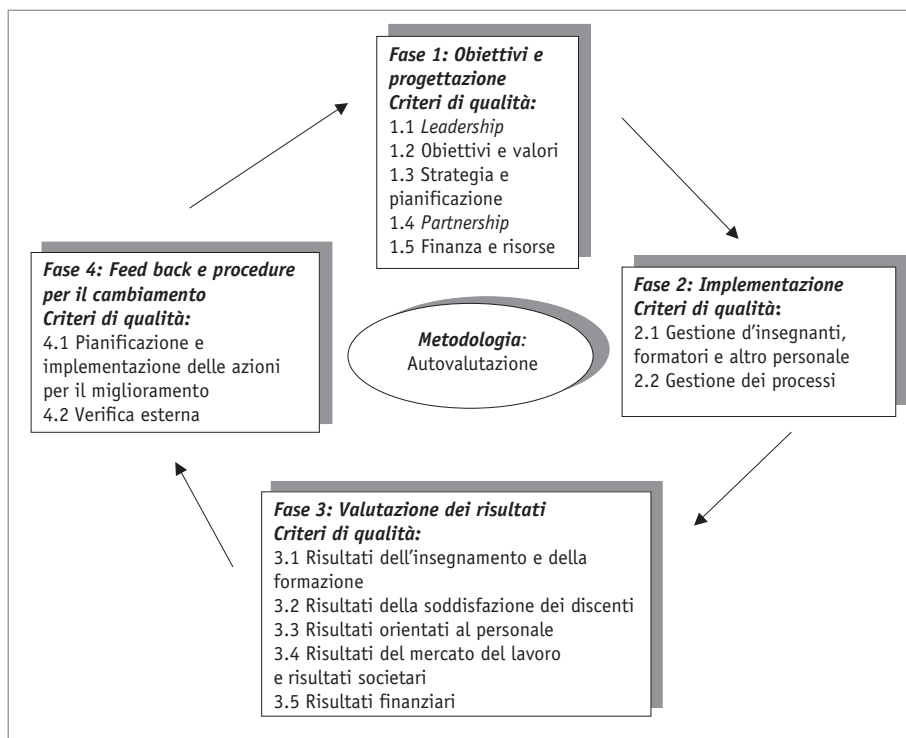 Fase 1: Obiettivi e
progettazione
Criteri di qualità:
1.1 Leadership
1.2 Obiettivi e valori
1.3 Strategia e
pianificazione
1.4 Partnership
1.5 Finanza e risorse
Fase 2: Implementazione
Criteri di qualità:
2.1 Gestione d'insegnanti,
formatori e altro personale
2.2 Gestione dei processi
Fase 3: Valutazione dei risultati
Criteri di qualità:
3.1 Risultati dell'insegnamento e della
formazione
3.2 Risultati della soddisfazione dei discenti
3.3 Risultati orientati al personale
3.4 Risultati del mercato del lavoro
e risultati societari
3.5 Risultati finanziari
Fase 4: Feed back e procedure
per il cambiamento
Criteri di qualità:
4.1 Pianificazione e
implementazione delle azioni
per il miglioramento
4.2 Verifica esterna
Metodologia:
Autovalutazione